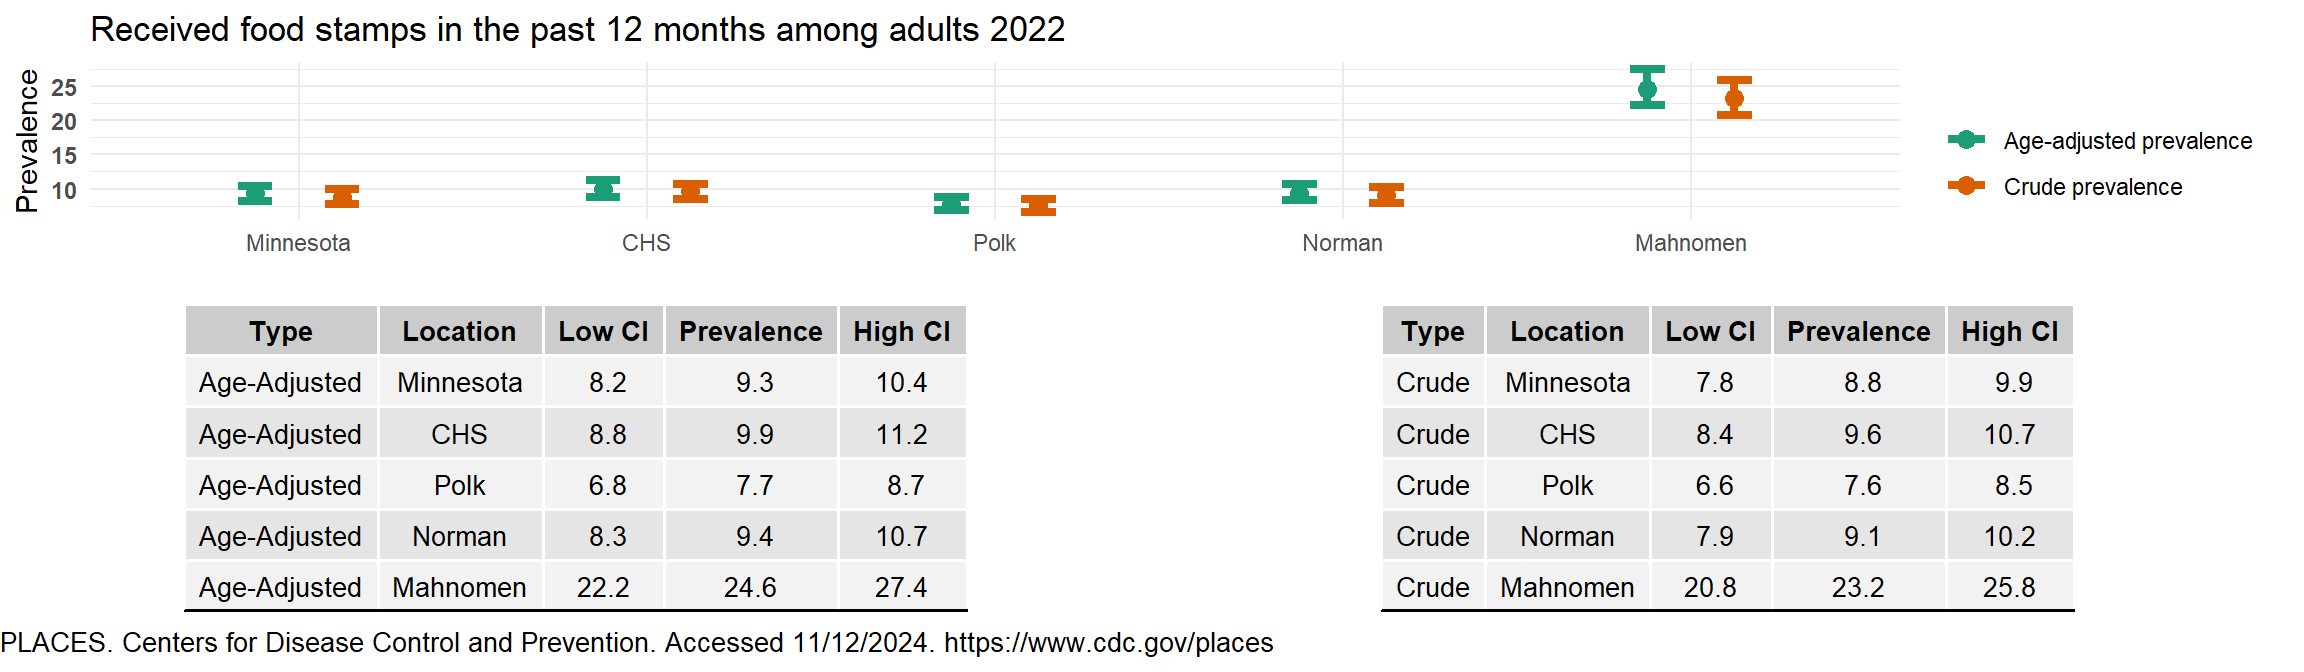 Received food stamps in the past 12 months among adults 2022
Prevalence
25
20
15
10
Minnesota CHS Polk Norman Mahnomen
Age-adjusted prevalence
Crude prevalence
Type Location Low CI Prevalence High CI
Age-Adjusted Minnesota 8.2 9.3 10.4
Age-Adjusted CHS 8.8 9.9 11.2
Age-Adjusted Polk 6.8 7.7 8.7
Age-Adjusted Norman 8.3 9.4 10.7
Age-Adjusted Mahnomen 22.2 24.6 27.4
Type Location Low CI Prevalence High CI
Crude Minnesota 7.8 8.8 9.9
Crude CHS 8.4 9.6 10.7
Crude Polk 6.6 7.6 8.5
Crude Norman 7.9 9.1 10.2
Crude Mahnomen 20.8 23.2 25.8
PLACES. Centers for Disease Control and Prevention. Accessed 11/12/2024. https://www.cdc.gov/places